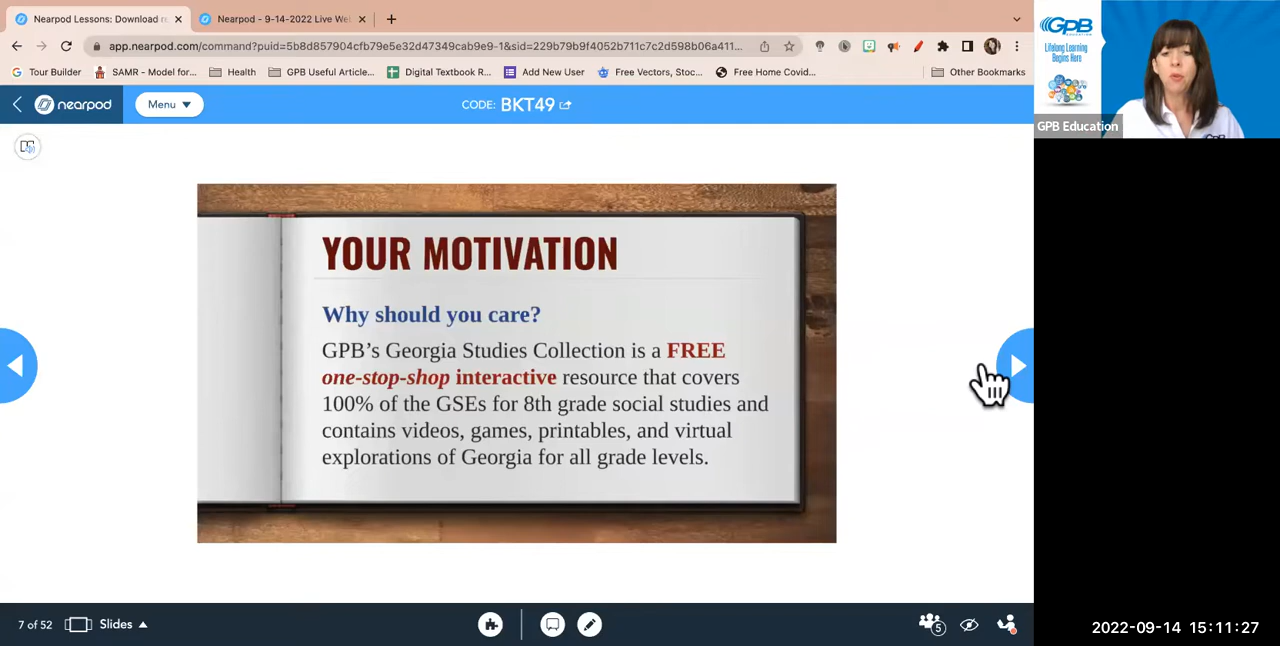 Nearpod Lessons: Download r
Nearpod - 9-14-2022 Live We
app.nearpod.com/command?puid=5b8d857904cfb79e5e32d47349cab9e9-1&sid=229b79b9f4052b711c7c2d598b06a411...
Tour Builder
SAMR - Model for...
Health
GPB Useful Article...
Digital Textbook R...
Add New User
Free Vectors, Stoc...
Free Home Covid...
Other Bookmarks
nearpod
Menu
CODE: BKT49
GPB
EDUCATION
Lifelong Learning
Begins Here
GPB Education
YOUR MOTIVATION
Why should you care?
GPB's Georgia Studies Collection is a FREE
one-stop-shop interactive resource that covers
100% of the GSEs for 8th grade social studies and
contains videos, games, printables, and virtual
explorations of Georgia for all grade levels.
7 of 52
Slides
5
2022-09-14 15:11:27